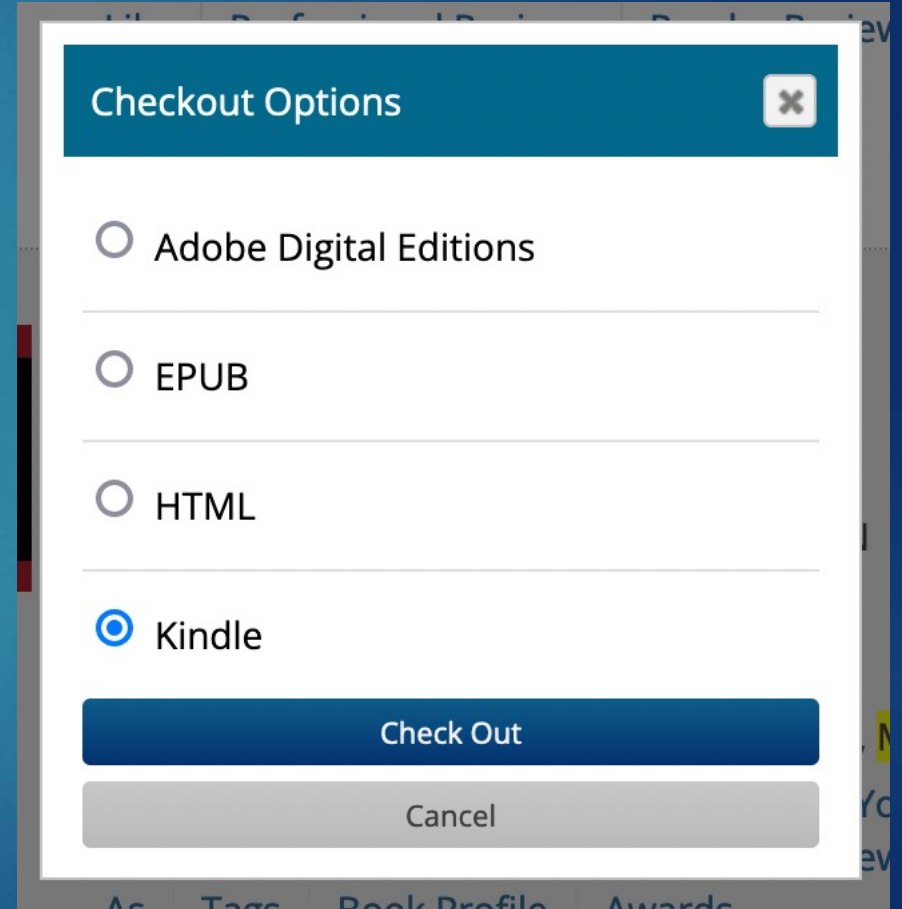 Checkout Options
Adobe Digital Editions
EPUB
HTML
Kindle
Check Out
Cancel
Tags
Book Profile
Awards